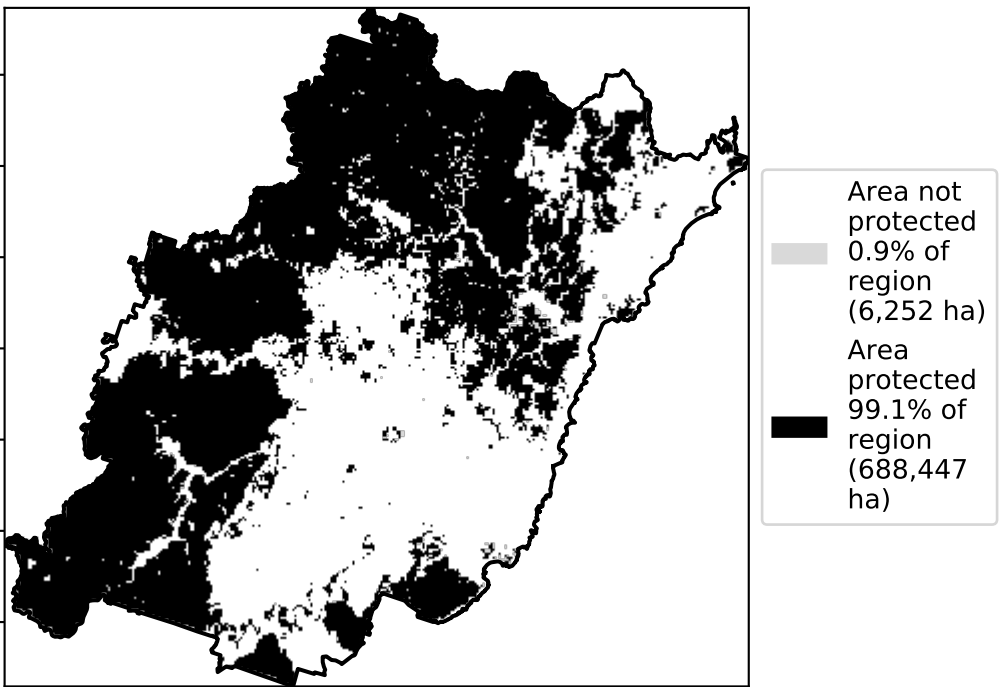 Area not
protected
0.9% of
region
(6,252 ha)
Area
protected
99.1% of
region
(688,447
ha)